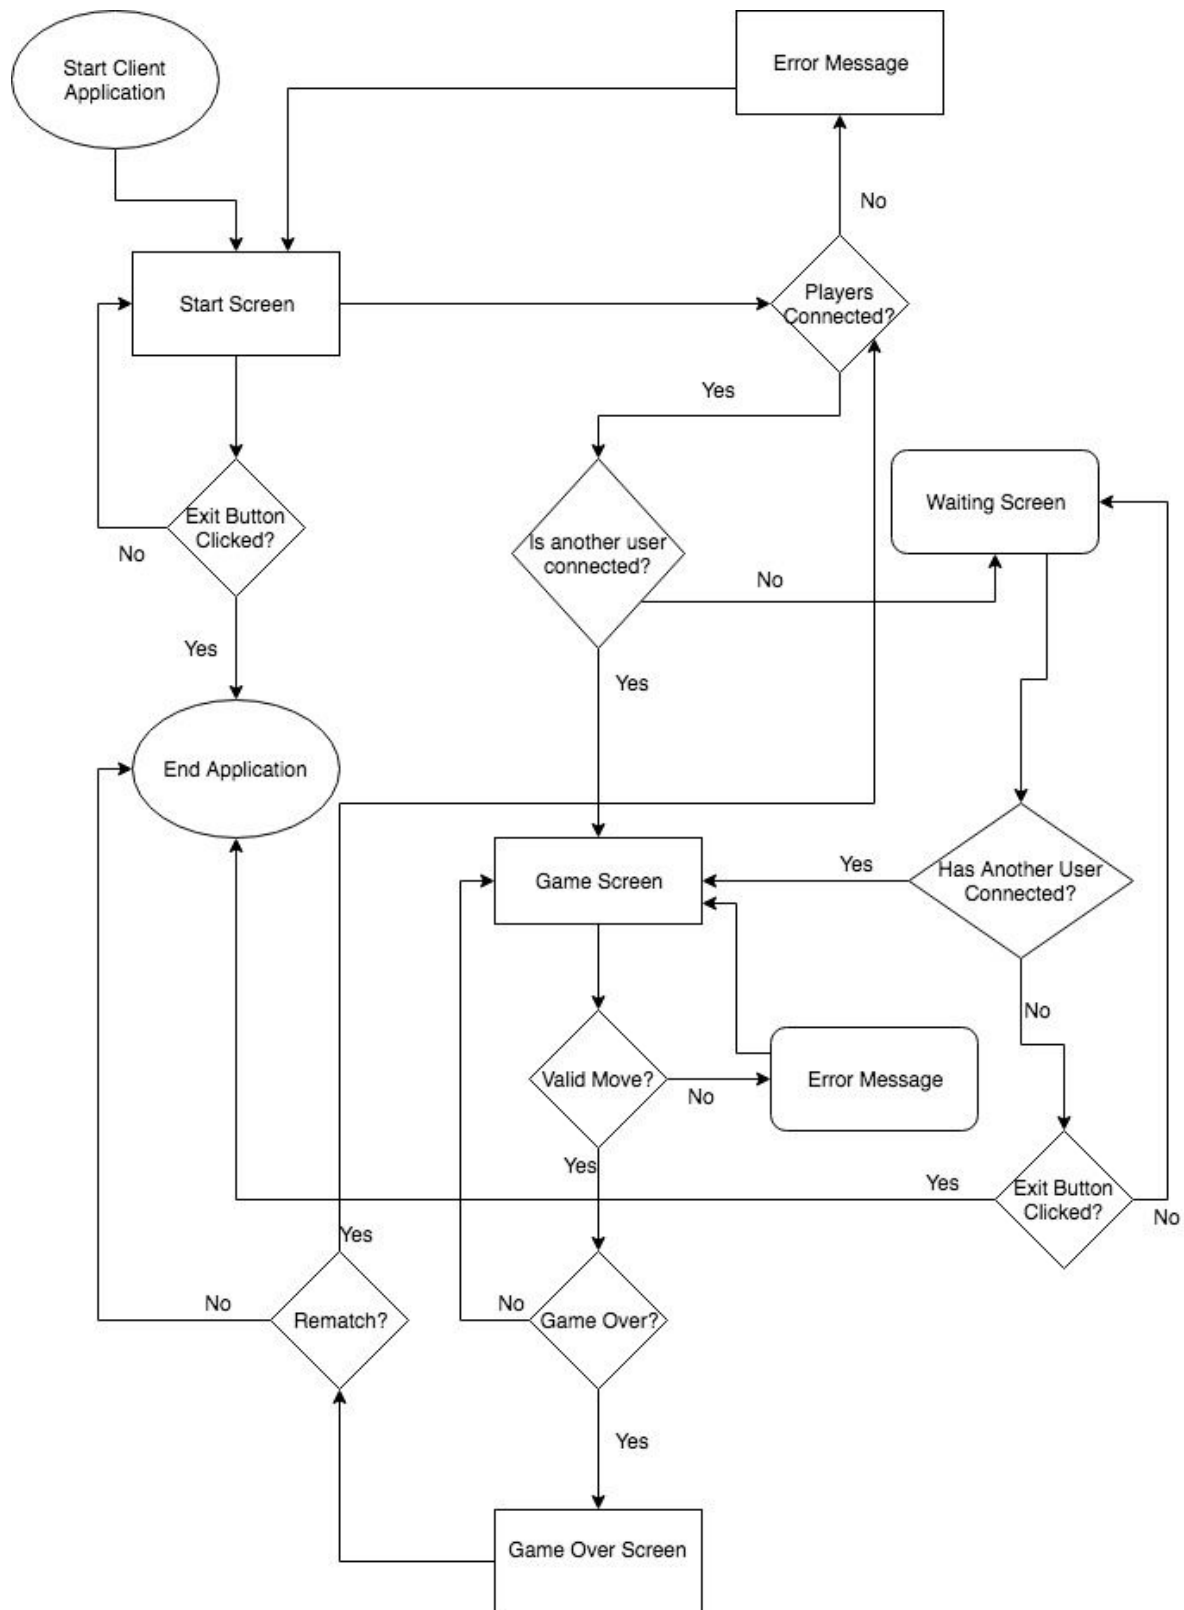 Start Client
Application
Error Message
No
Start Screen
Players
Connected?
Yes
Waiting Screen
Exit Button
Clicked?
No
Is another user
connected?
No
Yes
Yes
End Application
Game Screen
Yes
Has Another User
Connected?
No
Valid Move?
No
Error Message
Yes
Yes
Exit Button
Clicked?
No
Yes
No
Rematch?
No
Game Over?
Yes
Game Over Screen